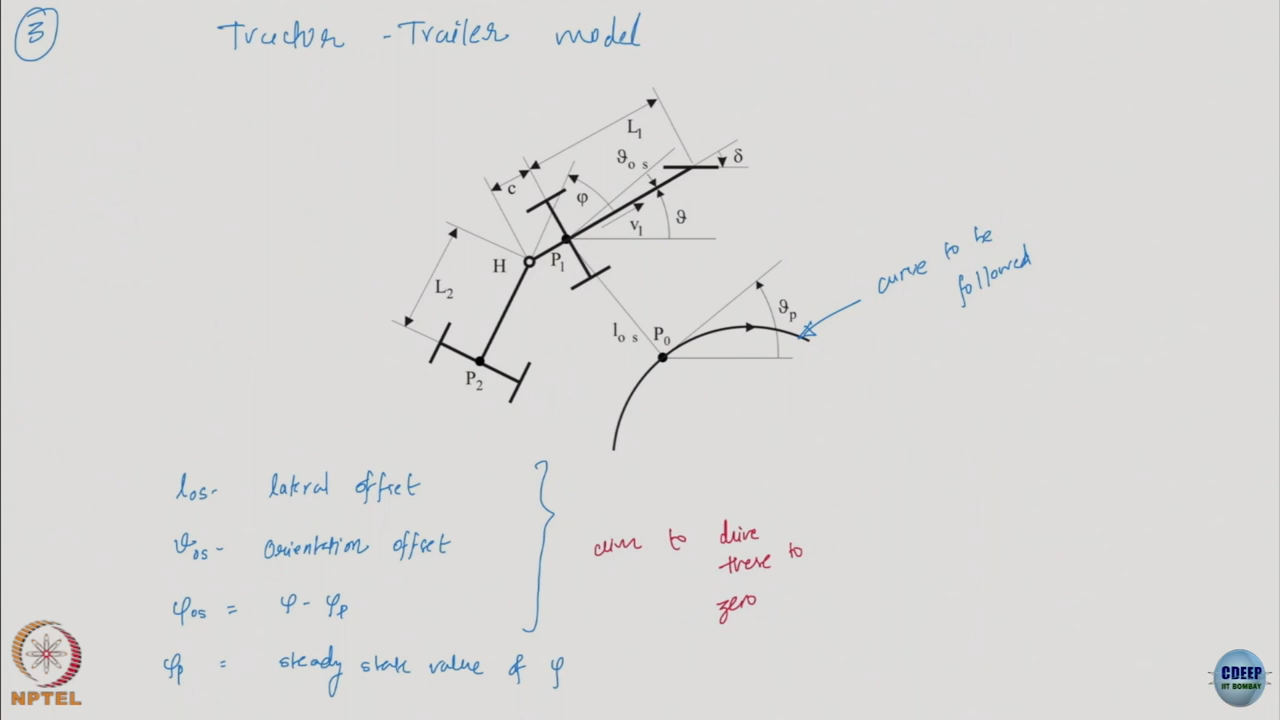 3 Tractor - Trailer model
L1
ϑo s
δ
c
φ
ϑ
v1
H
P1
L2
curve to be
followed
ϑp
lo s
P0
P2
los - lateral offset
ϑos - Orientation offset
aim to drive
these to
zero
φos = φ - φp
φp = steady state value of φ
NPTEL
CDEEP
IIT BOMBAY